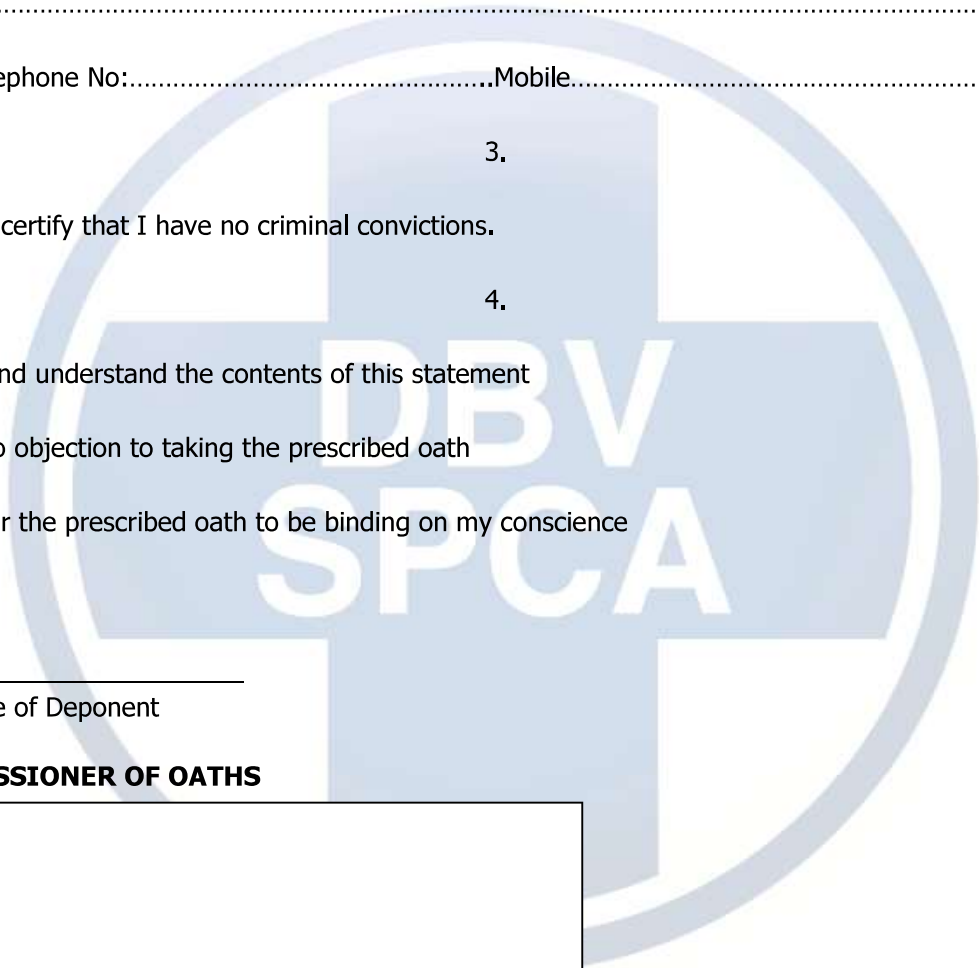 ................................................................................................................................
ephone No:....................................................Mobile........................................................
3.
certify that I have no criminal convictions.
4.
nd understand the contents of this statement
o objection to taking the prescribed oath
r the prescribed oath to be binding on my conscience
DBV
SPCA
e of Deponent
SSIONER OF OATHS